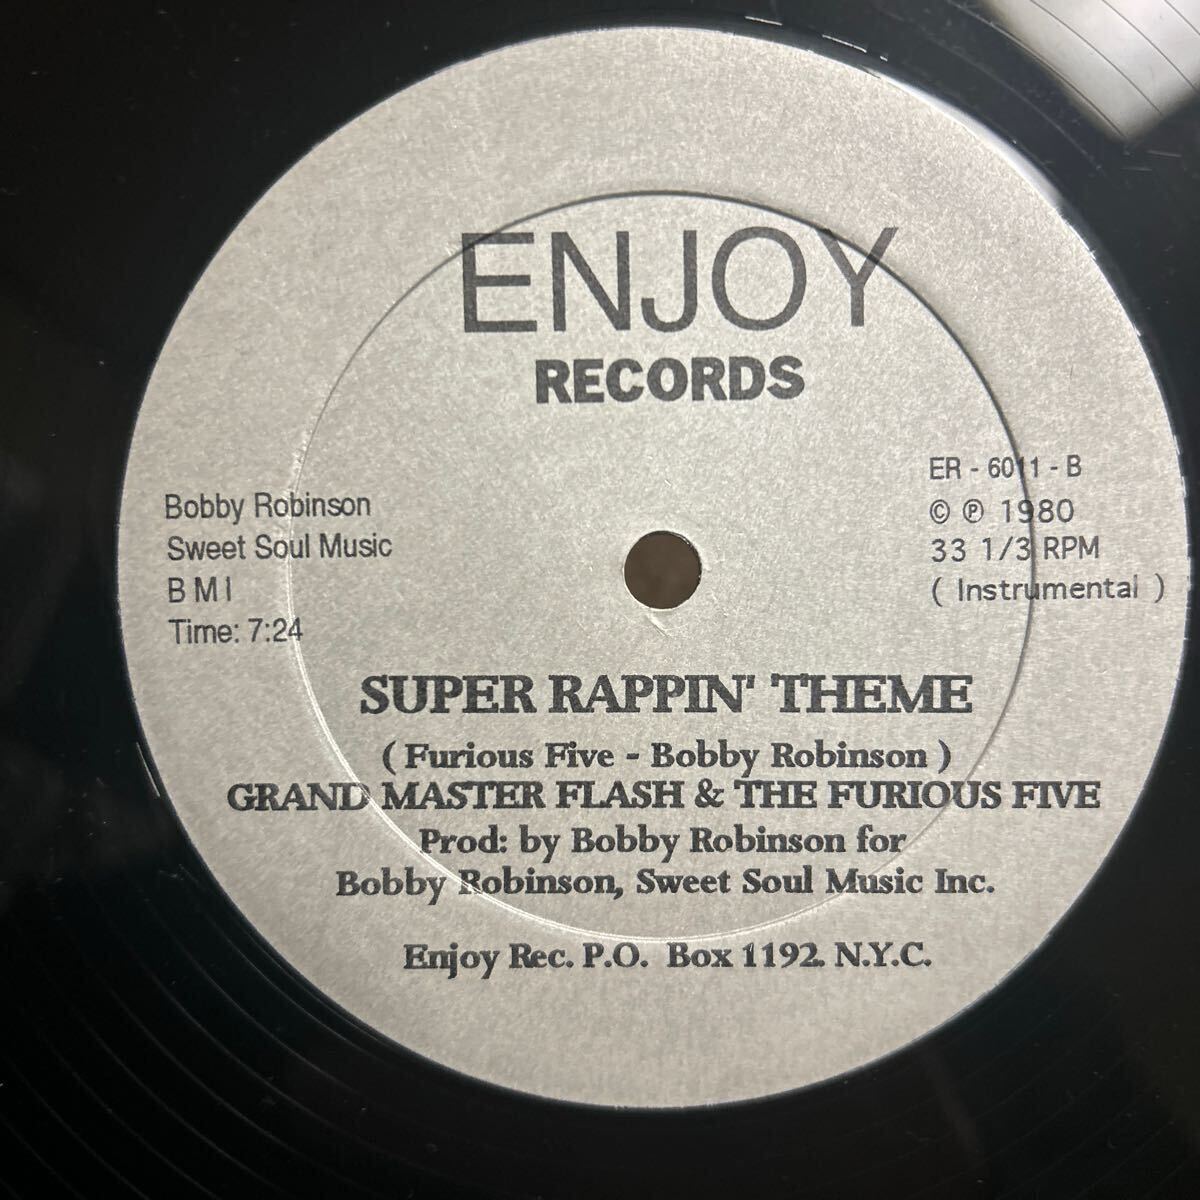 ENJOY
RECORDS
Bobby Robinson
Sweet Soul Music
B M I
Time: 7:24
ER - 6011 - B
© ℗ 1980
33 1/3 RPM
( Instrumental )
SUPER RAPPIN' THEME
( Furious Five - Bobby Robinson )
GRAND MASTER FLASH & THE FURIOUS FIVE
Prod: by Bobby Robinson for
Bobby Robinson, Sweet Soul Music Inc.
Enjoy Rec. P.O. Box 1192. N.Y.C.